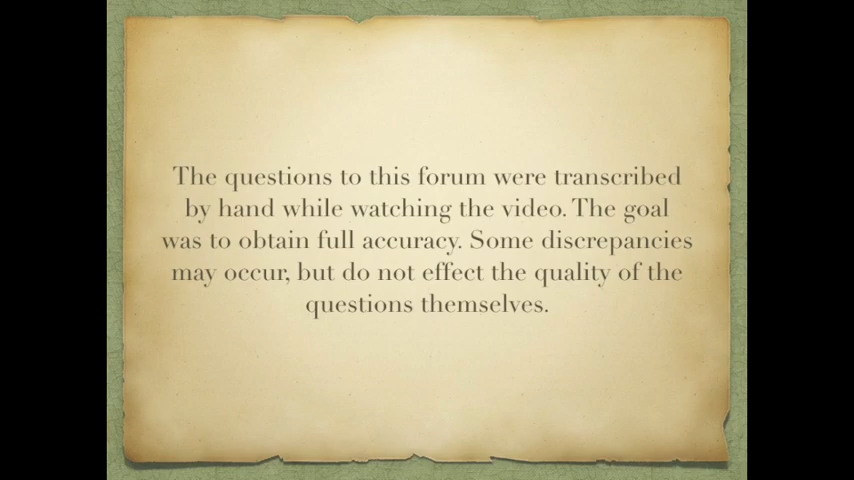 The questions to this forum were transcribed
by hand while watching the video. The goal
was to obtain full accuracy. Some discrepancies
may occur, but do not effect the quality of the
questions themselves.